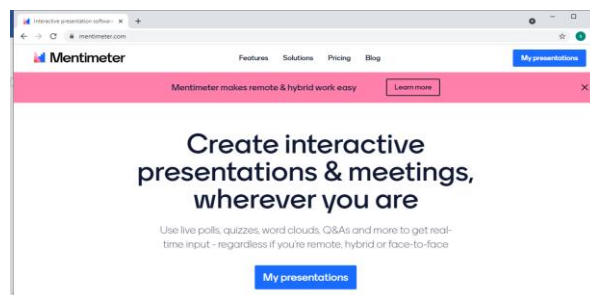 Interactive presentation software
mentimeter.com
Mentimeter
Features Solutions Pricing Blog
My presentations
Mentimeter makes remote & hybrid work easy
Learn more
Create interactive
presentations & meetings,
wherever you are
Use live polls, quizzes, word clouds, Q&As and more to get real-
time input - regardless if you're remote, hybrid or face-to-face
My presentations